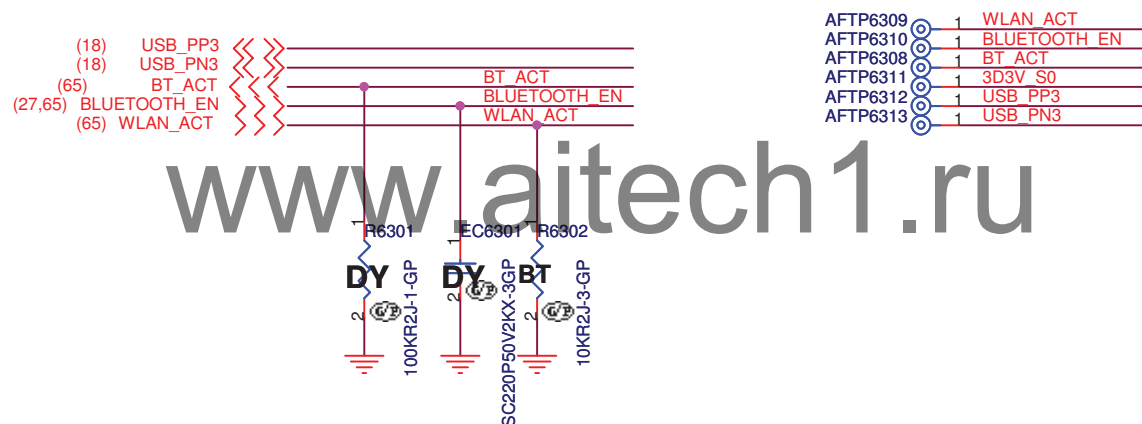 (18) USB_PP3
(18) USB_PN3
(65) BT_ACT
(27,65) BLUETOOTH_EN
(65) WLAN_ACT
BT_ACT
BLUETOOTH_EN
WLAN_ACT
AFTP6309 1 WLAN_ACT
AFTP6310 1 BLUETOOTH_EN
AFTP6308 1 BT_ACT
AFTP6311 1 3D3V_S0
AFTP6312 1 USB_PP3
AFTP6313 1 USB_PN3
www.aitech1.ru
1 R6301
DY
2 G/P
100KR2J-1-GP
1 EC6301
DY
2 G/P
SC220P50V2KX-3GP
1 R6302
BT
2 G/P
10KR2J-3-GP